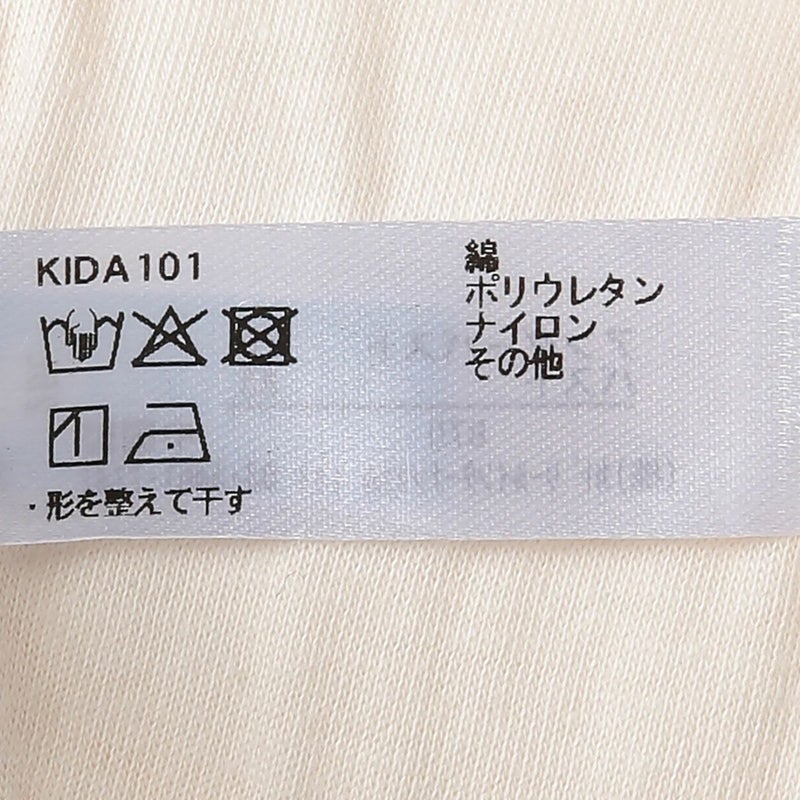 KIDA101
綿
ポリウレタン
ナイロン
その他
・形を整えて干す